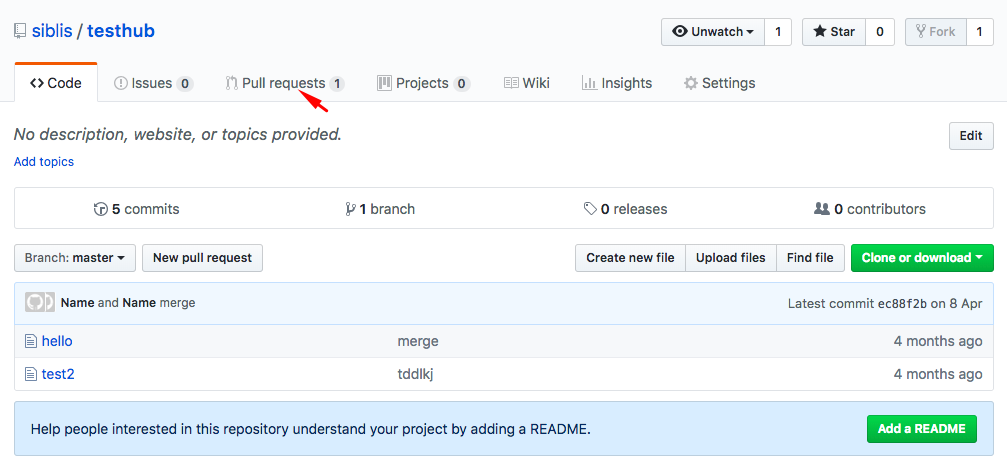 siblis / testhub
Unwatch 1 Star 0 Fork 1
Code Issues 0 Pull requests 1 Projects 0 Wiki Insights Settings
No description, website, or topics provided. Edit
Add topics
5 commits 1 branch 0 releases 0 contributors
Branch: master New pull request Create new file Upload files Find file Clone or download
Name and Name merge Latest commit ec88f2b on 8 Apr
hello merge 4 months ago
test2 tddlkj 4 months ago
Help people interested in this repository understand your project by adding a README. Add a README